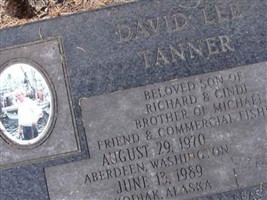 DAVID LEE
TANNER
BELOVED SON OF
RICHARD & CINDI
BROTHER OF MICHAEL
FRIEND & COMMERCIAL FISH
AUGUST 29, 1970
ABERDEEN, WASHINGTON
JUNE 13, 1989
KODIAK, ALASKA